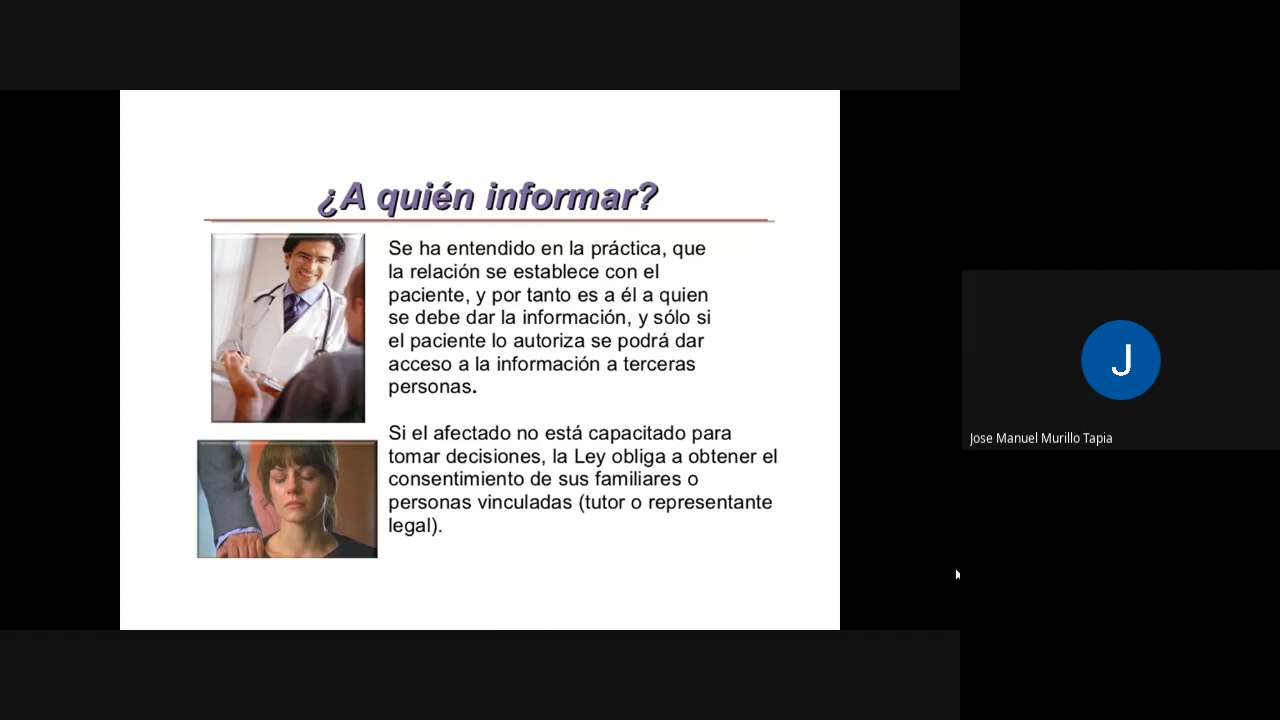 ¿A quién informar?
Se ha entendido en la práctica, que
la relación se establece con el
paciente, y por tanto es a él a quien
se debe dar la información, y sólo si
el paciente lo autoriza se podrá dar
acceso a la información a terceras
personas.
Si el afectado no está capacitado para
tomar decisiones, la Ley obliga a obtener el
consentimiento de sus familiares o
personas vinculadas (tutor o representante
legal).
J
Jose Manuel Murillo Tapia